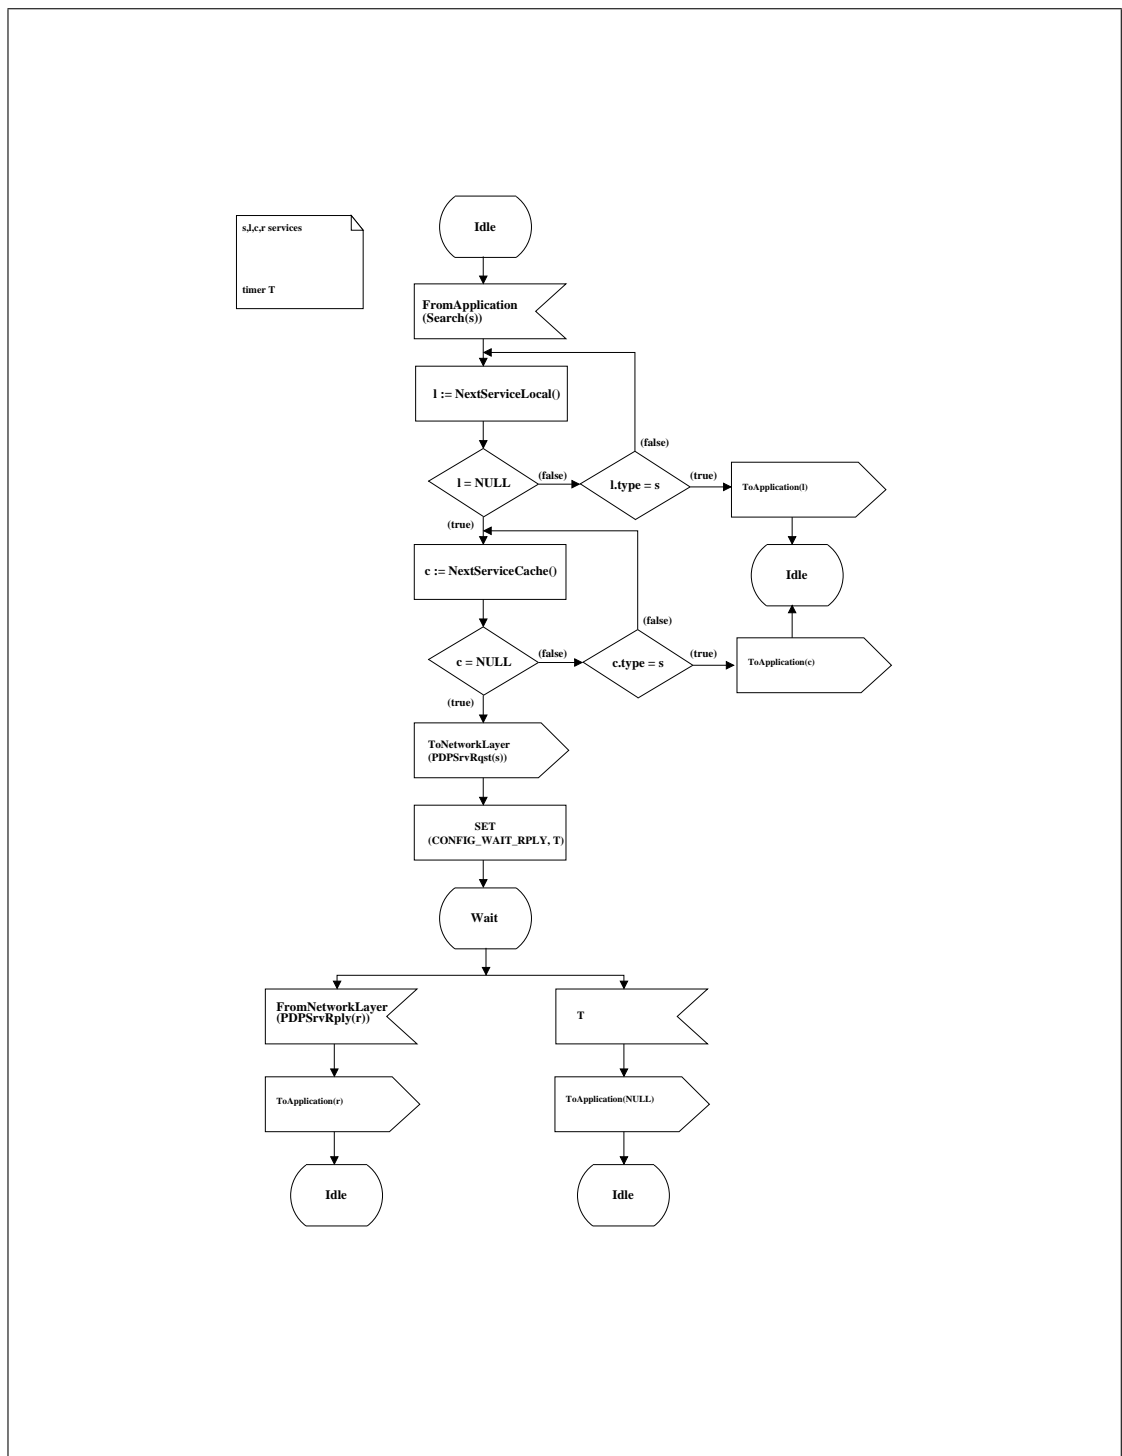 Idle
s,l,c,r services
timer T
FromApplication
(Search(s))
l := NextServiceLocal()
(false)
l = NULL
(false)
l.type = s
(true)
ToApplication(l)
(true)
c := NextServiceCache()
Idle
(false)
c = NULL
(false)
c.type = s
(true)
ToApplication(c)
(true)
ToNetworkLayer
(PDPSrvRqst(s))
SET
(CONFIG_WAIT_RPLY, T)
Wait
FromNetworkLayer
(PDPSrvRply(r))
T
ToApplication(r)
ToApplication(NULL)
Idle
Idle